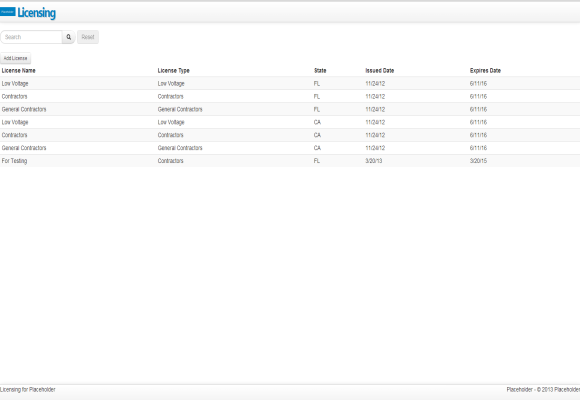 Licensing
Search Reset
Add License
License Name License Type State Issued Date Expires Date
Low Voltage Low Voltage FL 11/24/12 6/11/16
Contractors Contractors FL 11/24/12 6/11/16
General Contractors General Contractors FL 11/24/12 6/11/16
Low Voltage Low Voltage CA 11/24/12 6/11/16
Contractors Contractors CA 11/24/12 6/11/16
General Contractors General Contractors CA 11/24/12 6/11/16
For Testing Contractors FL 3/20/13 3/20/15
Licensing for Placeholder Placeholder - © 2013 Placeholder